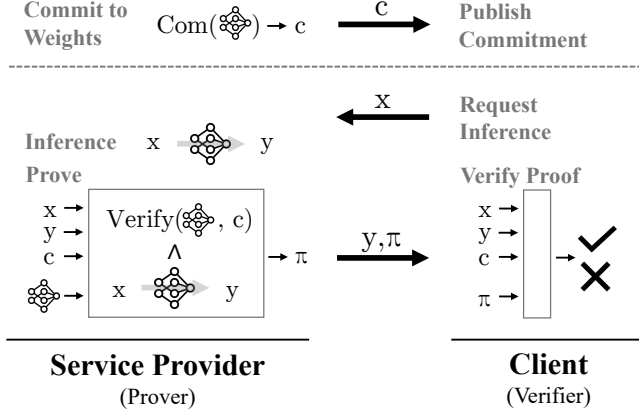 Commit to Weights
Com( ) → c
c
Publish Commitment
x
Request Inference
Inference
x y
Prove
Verify Proof
x
y
c
Verify( , c)
∧
x y
→ π
y,π
x
y
c
π
Service Provider
(Prover)
Client
(Verifier)